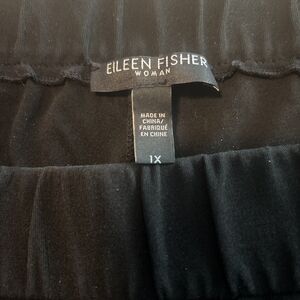 EILEEN FISHER
WOMAN
MADE IN
CHINA/
FABRIQUÉ
EN CHINE
1X